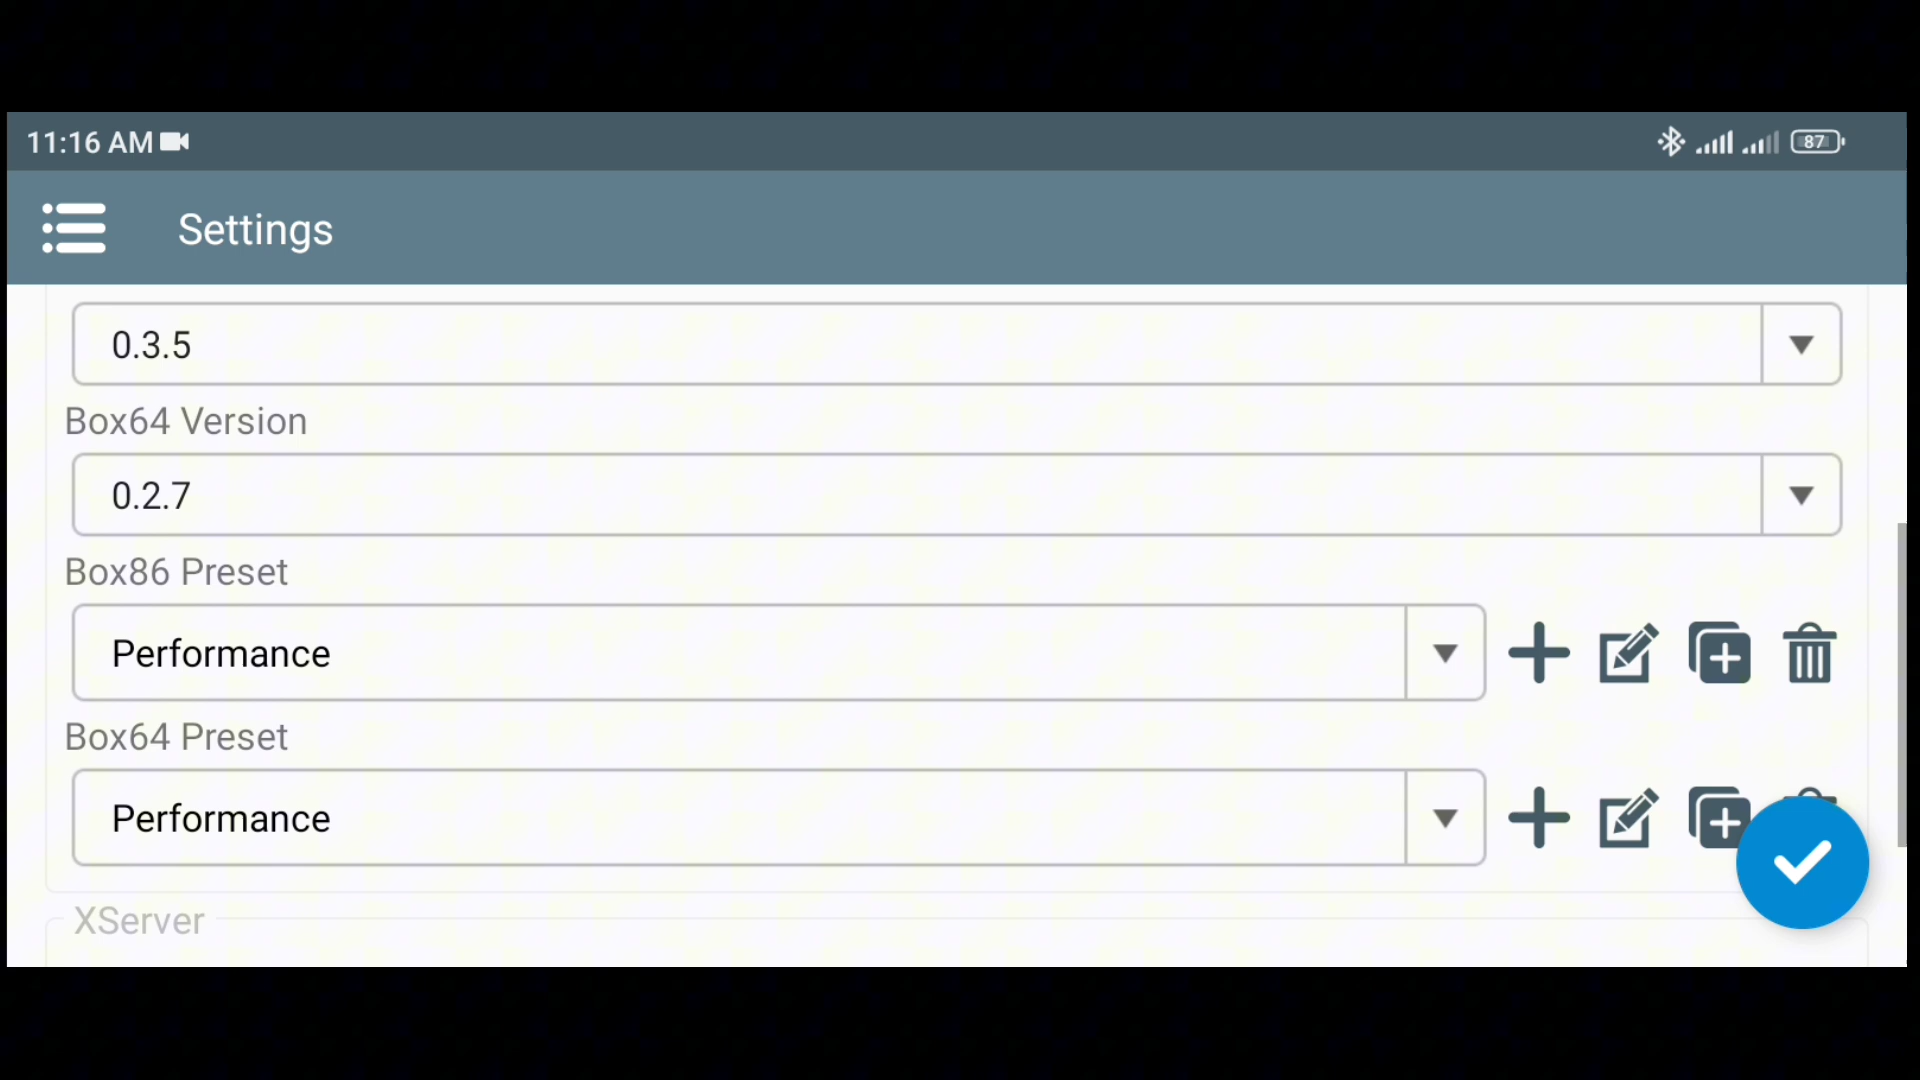 11:16 AM
87
Settings
0.3.5
Box64 Version
0.2.7
Box86 Preset
Performance
Box64 Preset
Performance
XServer